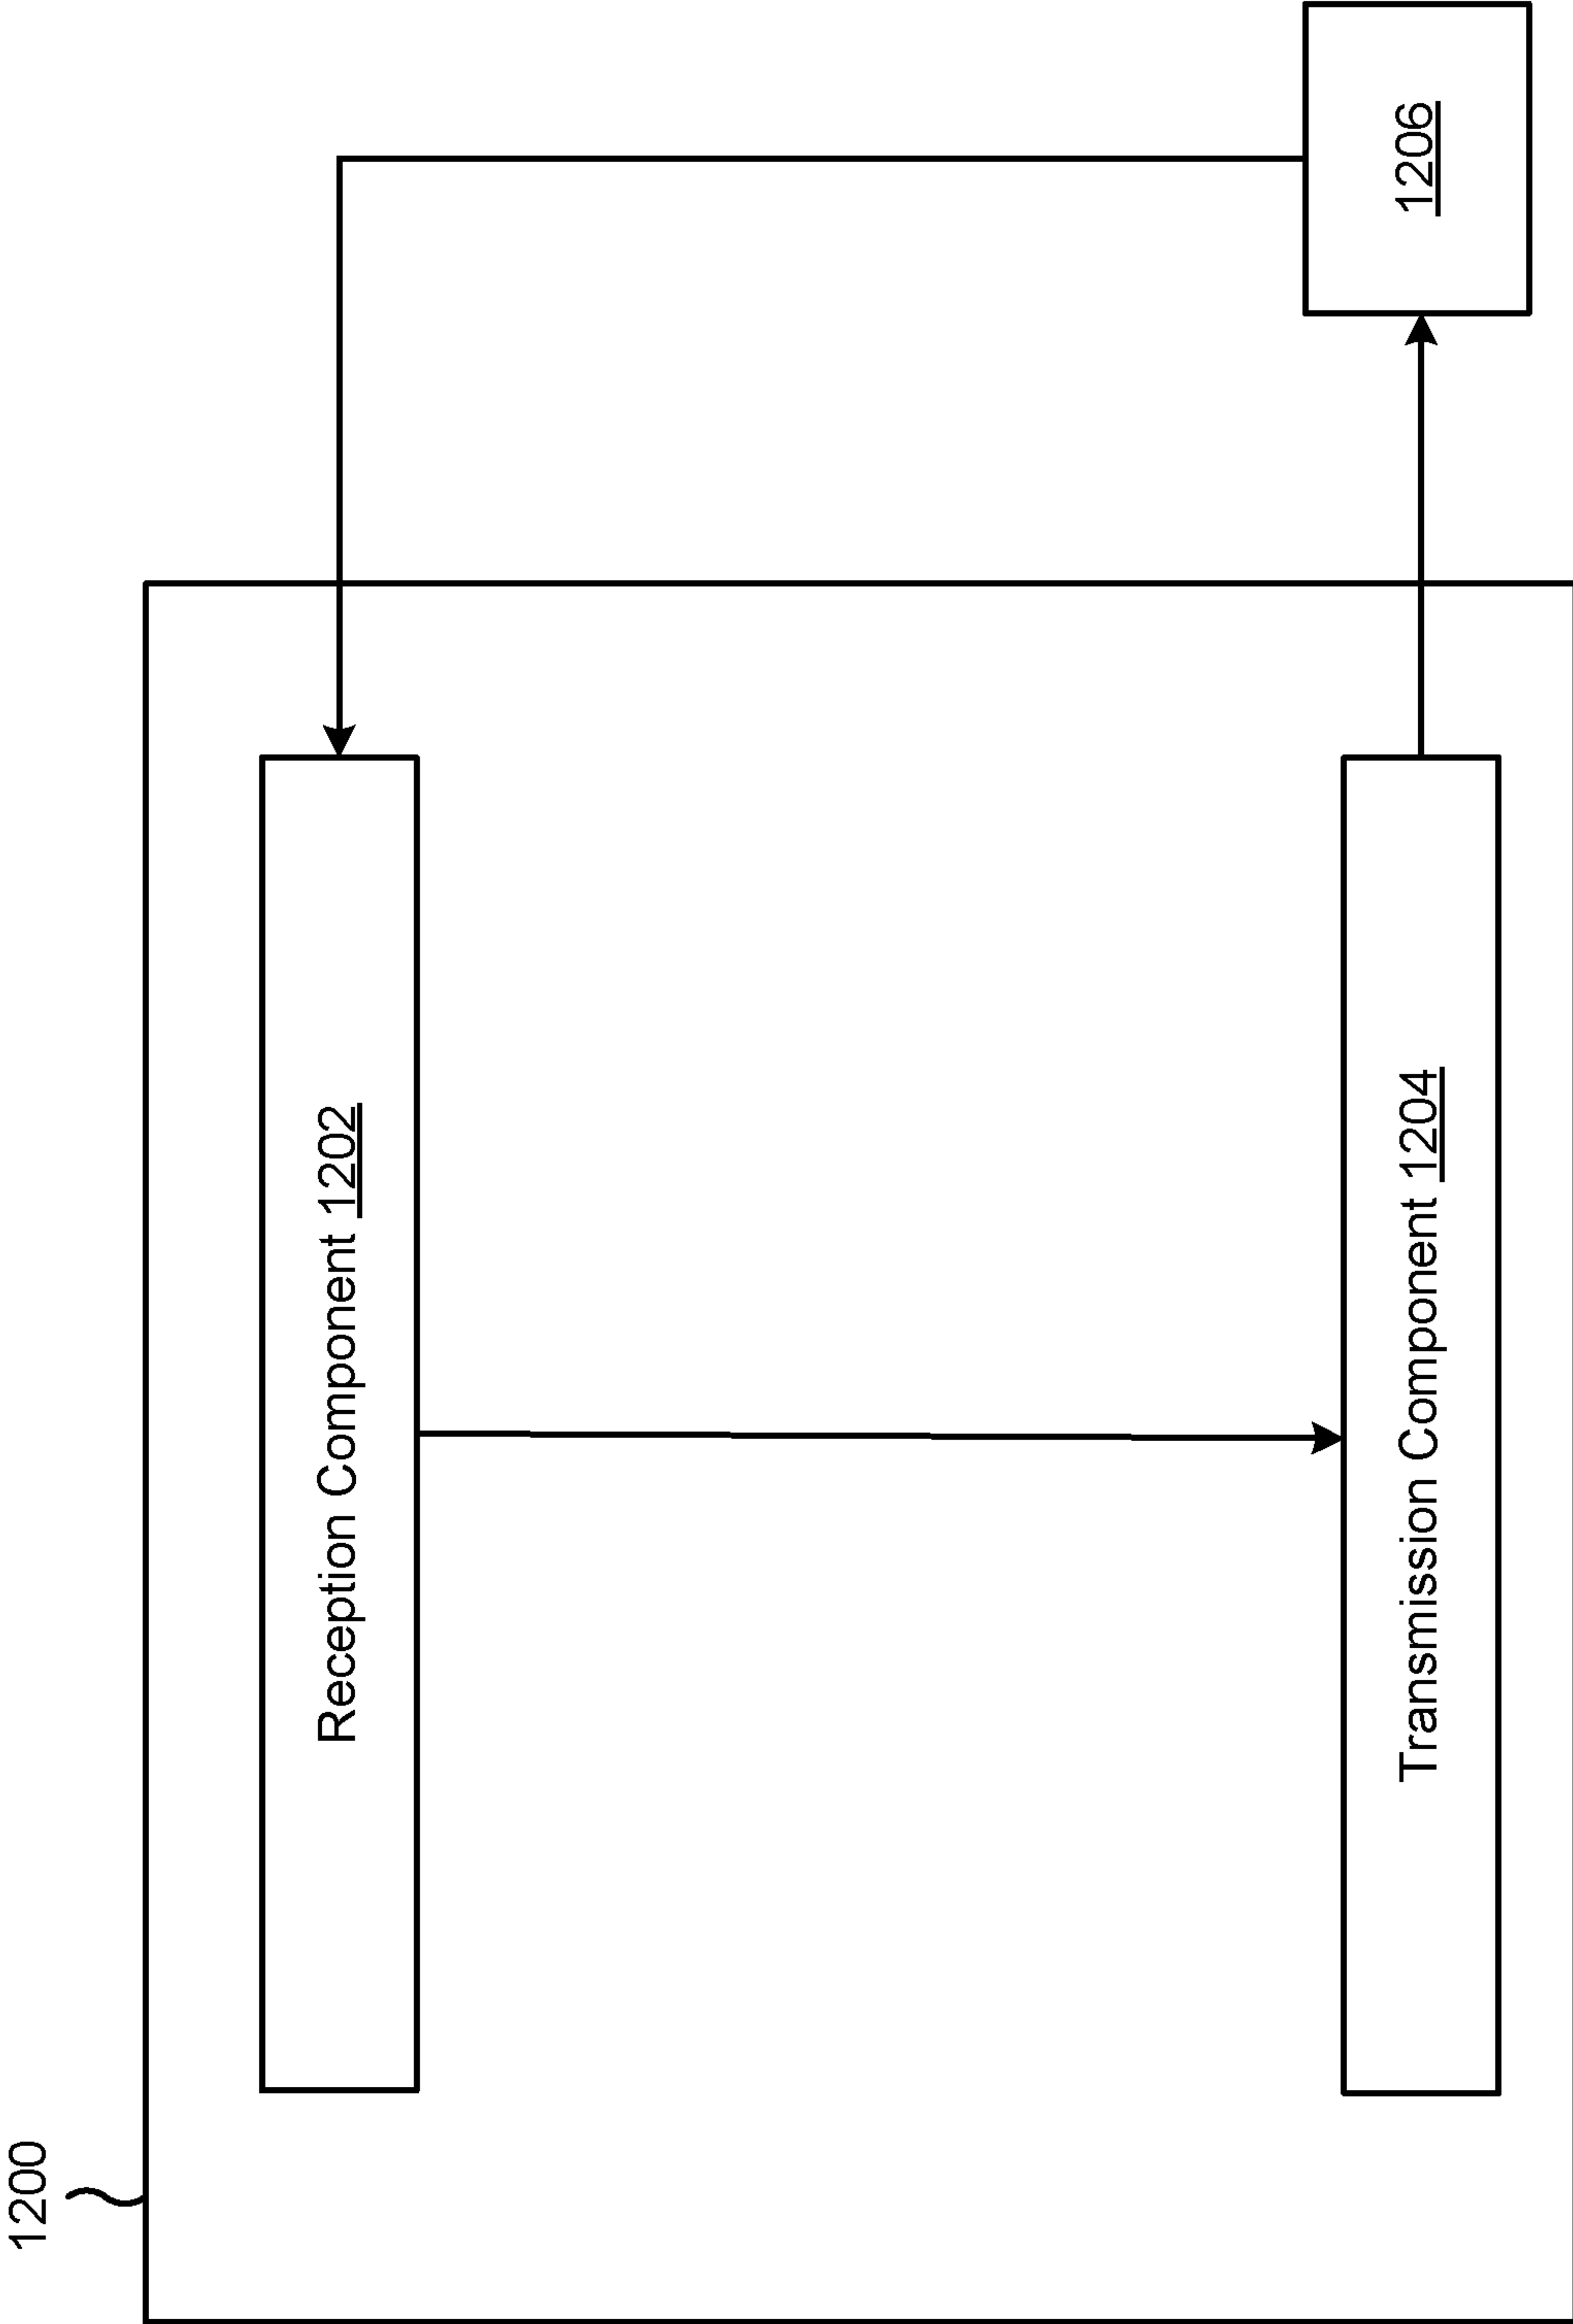 1200
Reception Component 1202
Transmission Component 1204
1206